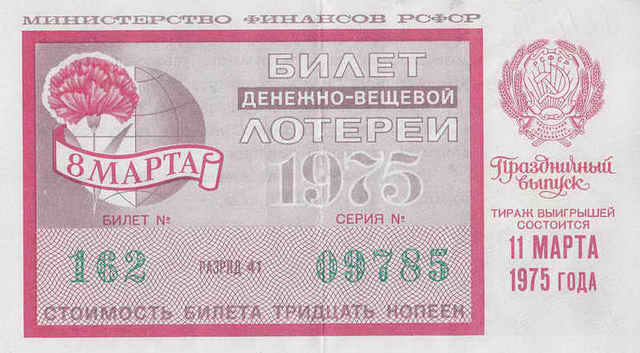 МИНИСТЕРСТВО ФИНАНСОВ РСФСР
БИЛЕТ
ДЕНЕЖНО-ВЕЩЕВОЙ
ЛОТЕРЕИ
1975
8 МАРТА
БИЛЕТ № СЕРИЯ №
162 РАЗРЯД 41 09785
СТОИМОСТЬ БИЛЕТА ТРИДЦАТЬ КОПЕЕК
РСФСР
Праздничный
выпуск
ТИРАЖ ВЫИГРЫШЕЙ
СОСТОИТСЯ
11 МАРТА
1975 ГОДА